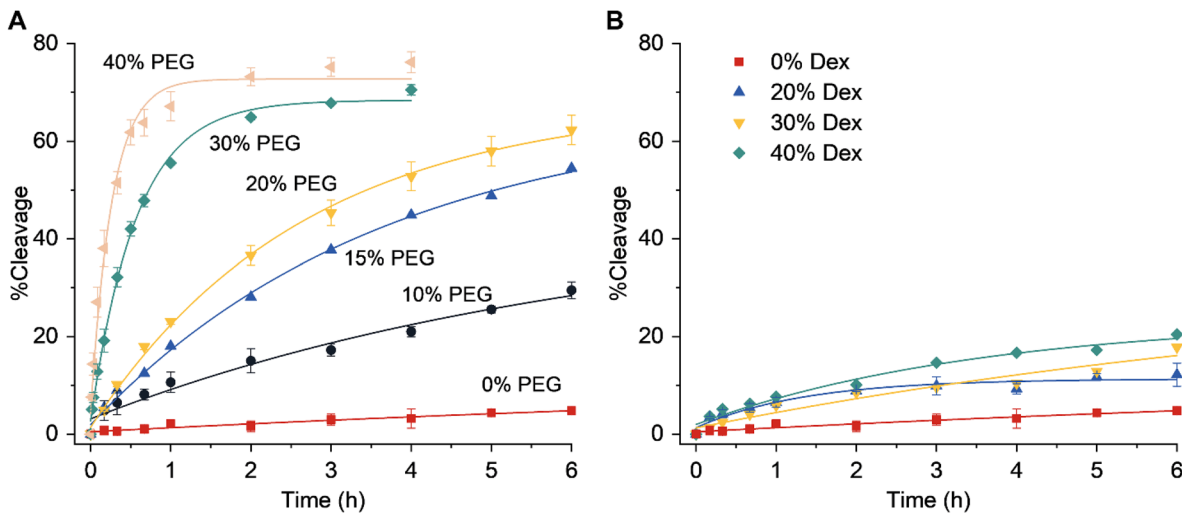 A
80
60
40
20
0
%Cleavage
40% PEG
30% PEG
20% PEG
15% PEG
10% PEG
0% PEG
0 1 2 3 4 5 6
Time (h)
B
80
60
40
20
0
%Cleavage
0% Dex
20% Dex
30% Dex
40% Dex
0 1 2 3 4 5 6
Time (h)